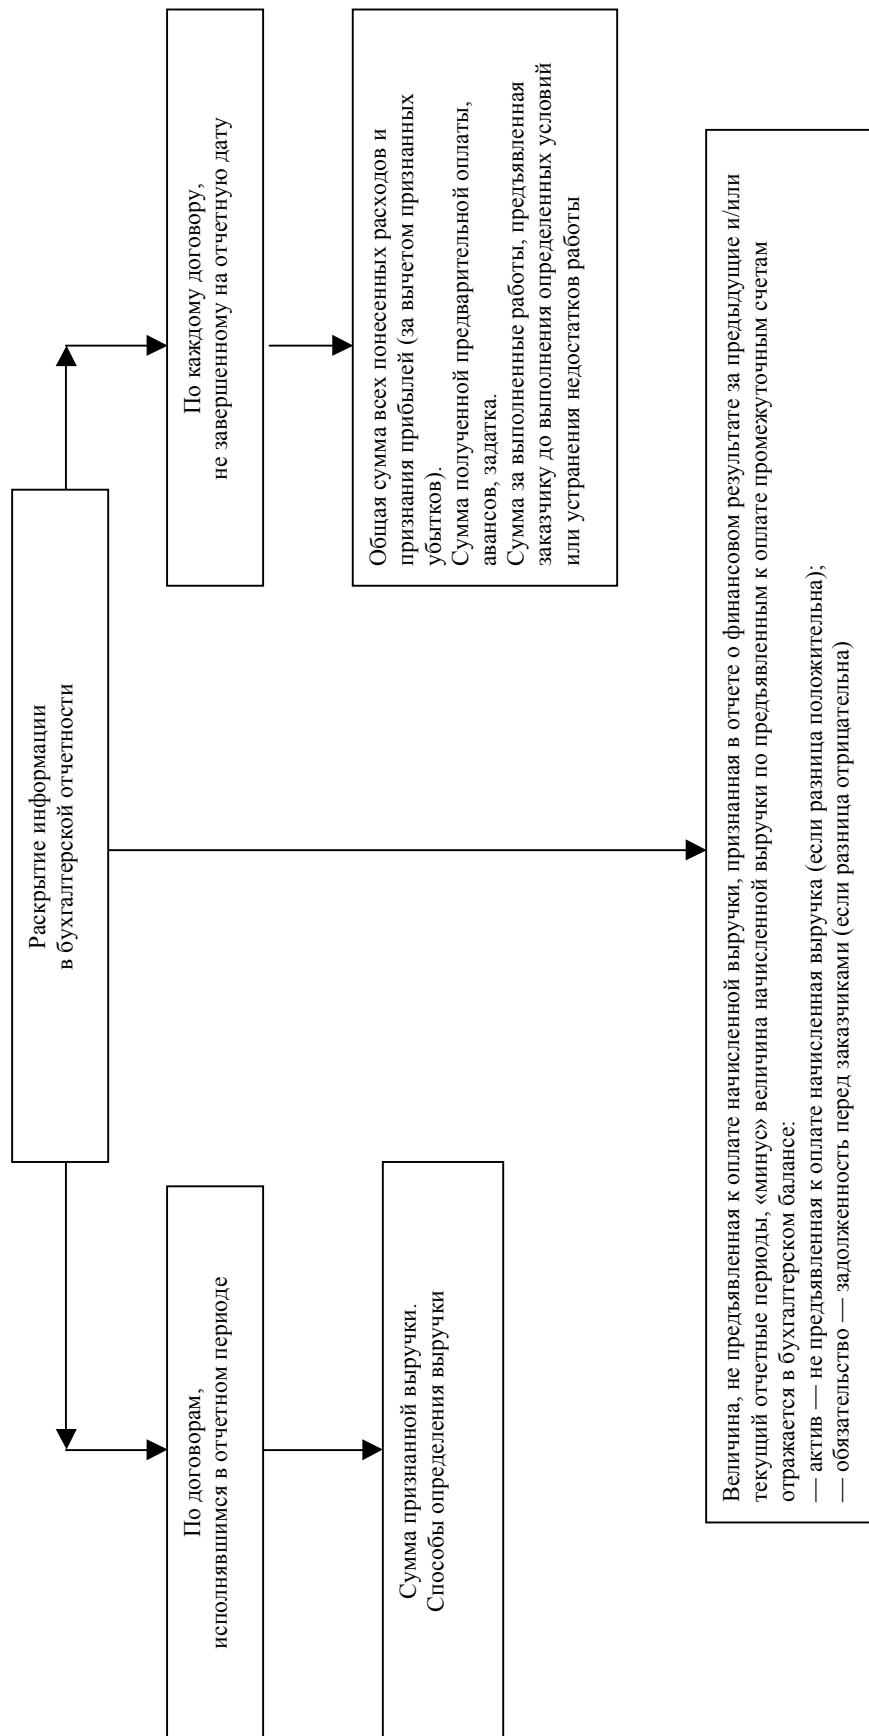 Раскрытие информации
в бухгалтерской отчетности
По договорам,
исполнявшимся в отчетном периоде
Сумма признанной выручки.
Способы определения выручки
По каждому договору,
не завершенному на отчетную дату
Общая сумма всех понесенных расходов и
признания прибылей (за вычетом признанных
убытков).
Сумма полученной предварительной оплаты,
авансов, задатка.
Сумма за выполненные работы, предъявленная
заказчику до выполнения определенных условий
или устранения недостатков работы
Величина, не предъявленная к оплате начисленной выручки, признанная в отчете о финансовом результате за предыдущие и/или
текущий отчетные периоды, «минус» величина начисленной выручки по предъявленным к оплате промежуточным счетам
отражается в бухгалтерском балансе:
— актив — не предъявленная к оплате начисленная выручка (если разница положительна);
— обязательство — задолженность перед заказчиками (если разница отрицательна)